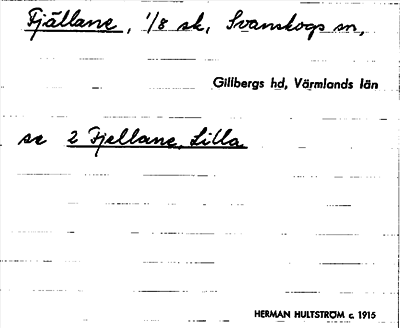 Fjällane, 1/8 sk, Svanskogs sn,
Gillbergs hd, Värmlands län
se 2 Fjellane, Lilla
HERMAN HULTSTRÖM c. 1915